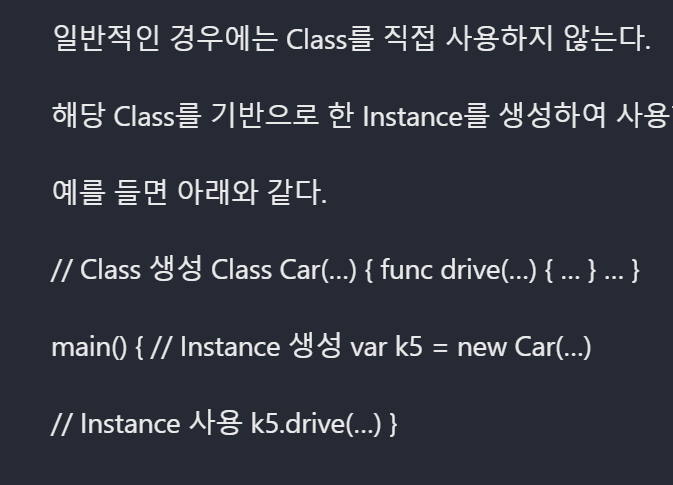 일반적인 경우에는 Class를 직접 사용하지 않는다.
해당 Class를 기반으로 한 Instance를 생성하여 사용
예를 들면 아래와 같다.
// Class 생성 Class Car(...) { func drive(...) { ... } ... }
main() { // Instance 생성 var k5 = new Car(...)
// Instance 사용 k5.drive(...) }